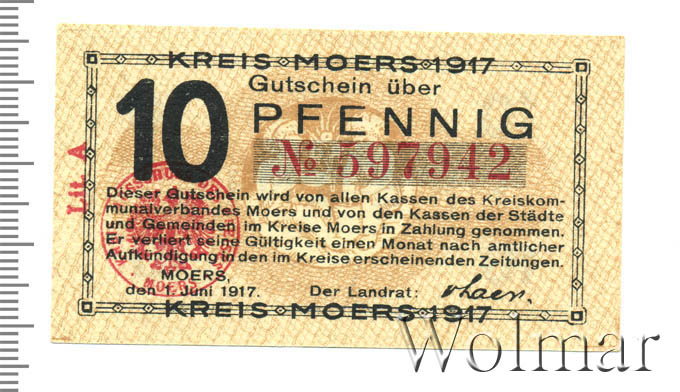 KREIS MOERS 1917
Gutschein über
10 PFENNIG
№ 597942
Lit. A
Dieser Gutschein wird von allen Kassen des Kreiskom-
munalverbandes Moers und von den Kassen der Städte
und Gemeinden im Kreise Moers in Zahlung genommen.
Er verliert seine Gültigkeit einen Monat nach amtlicher
Aufkündigung in den im Kreise erscheinenden Zeitungen.
MOERS,
den 1. Juni 1917. Der Landrat:
KREIS MOERS 1917
MOERS
Wolmar